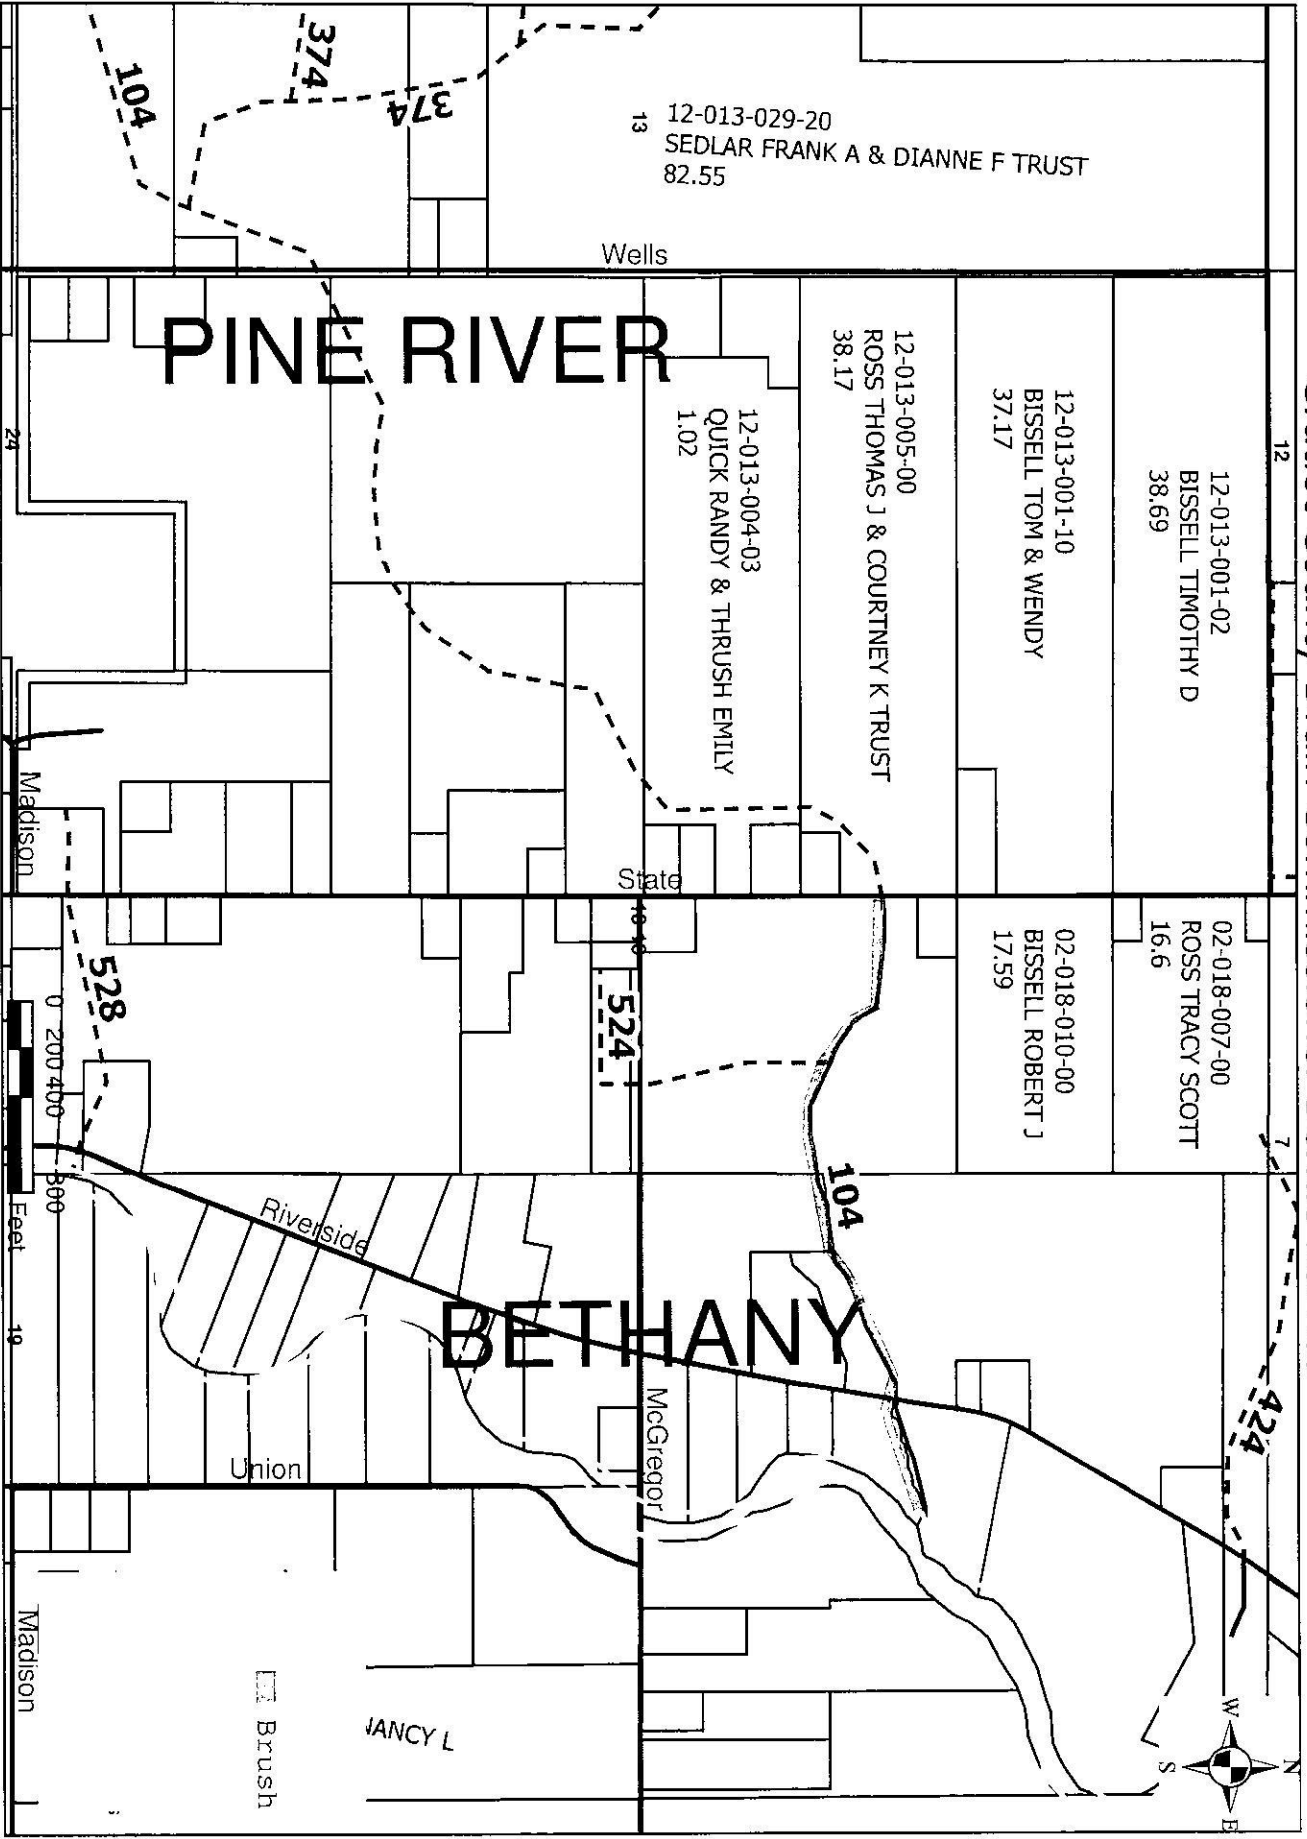 374
374
104
12-013-029-20
SEDLAR FRANK A & DIANNE F TRUST
82.55
13
Wells
PINE RIVER
12
12-013-001-02
BISSELL TIMOTHY D
38.69
12-013-001-10
BISSELL TOM & WENDY
37.17
12-013-005-00
ROSS THOMAS J & COURTNEY K TRUST
38.17
12-013-004-03
QUICK RANDY & THRUSH EMILY
1.02
24
Madison
State
02-018-007-00
ROSS TRACY SCOTT
16.6
02-018-010-00
BISSELL ROBERT J
17.59
7
528
524
104
424
0 200 400 800
Feet
Riverside
BETHANY
McGregor
Union
19
Madison
Brush
NANCY L
N
W
E
S